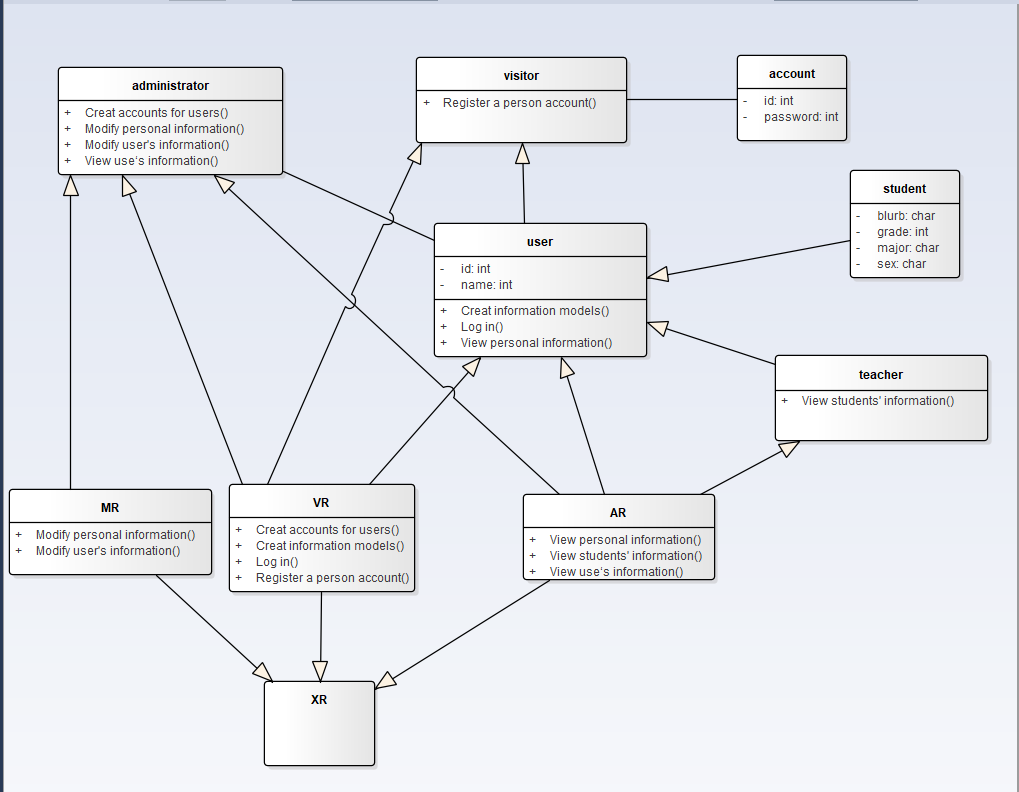 administrator
+ Creat accounts for users()
+ Modify personal information()
+ Modify user's information()
+ View use's information()
visitor
+ Register a person account()
account
- id: int
- password: int
student
- blurb: char
- grade: int
- major: char
- sex: char
user
- id: int
- name: int
+ Creat information models()
+ Log in()
+ View personal information()
teacher
+ View students' information()
MR
+ Modify personal information()
+ Modify user's information()
VR
+ Creat accounts for users()
+ Creat information models()
+ Log in()
+ Register a person account()
AR
+ View personal information()
+ View students' information()
+ View use's information()
XR